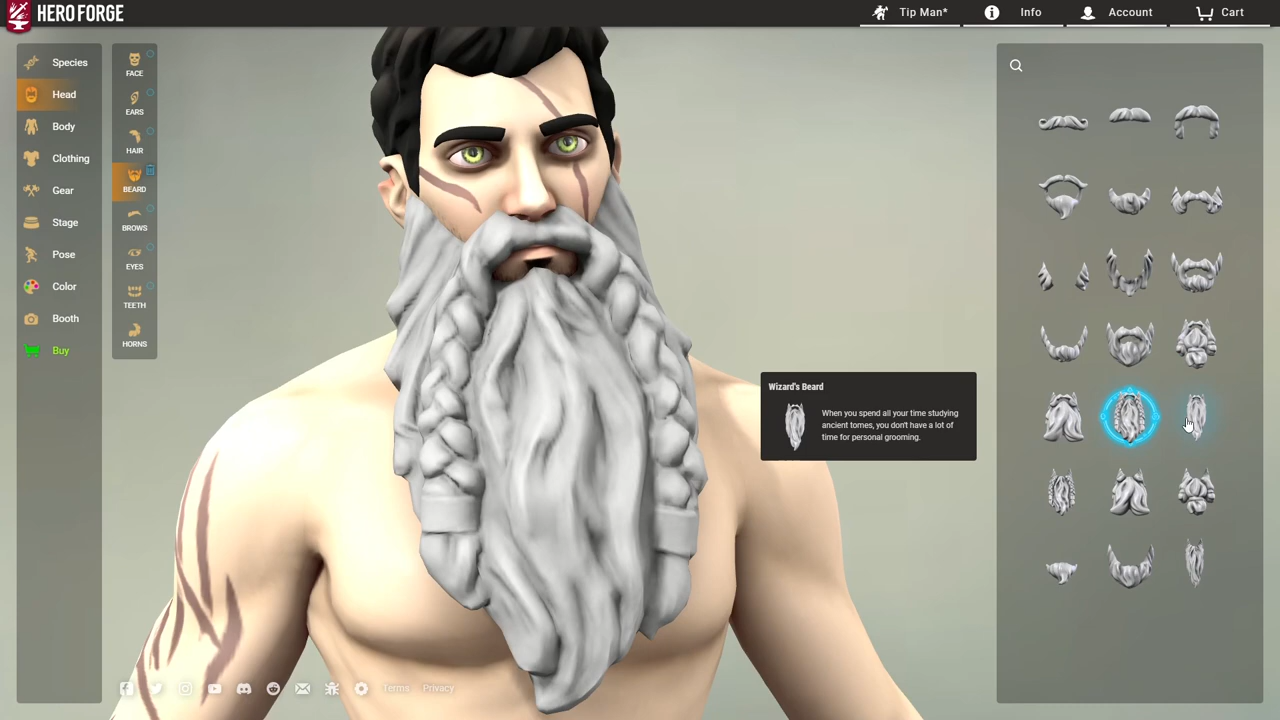 HERO FORGE
Tip Man*
Info
Account
Cart
Species
Head
Body
Clothing
Gear
Stage
Pose
Color
Booth
Buy
FACE
EARS
HAIR
BEARD
BROWS
EYES
TEETH
HORNS
Wizard's Beard
When you spend all your time studying
ancient tomes, you don't have a lot of
time for personal grooming.
Terms
Privacy